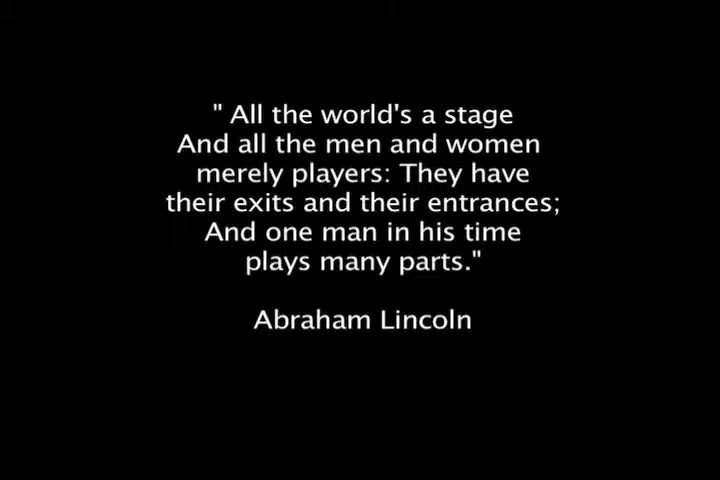 " All the world's a stage
And all the men and women
merely players: They have
their exits and their entrances;
And one man in his time
plays many parts."
Abraham Lincoln